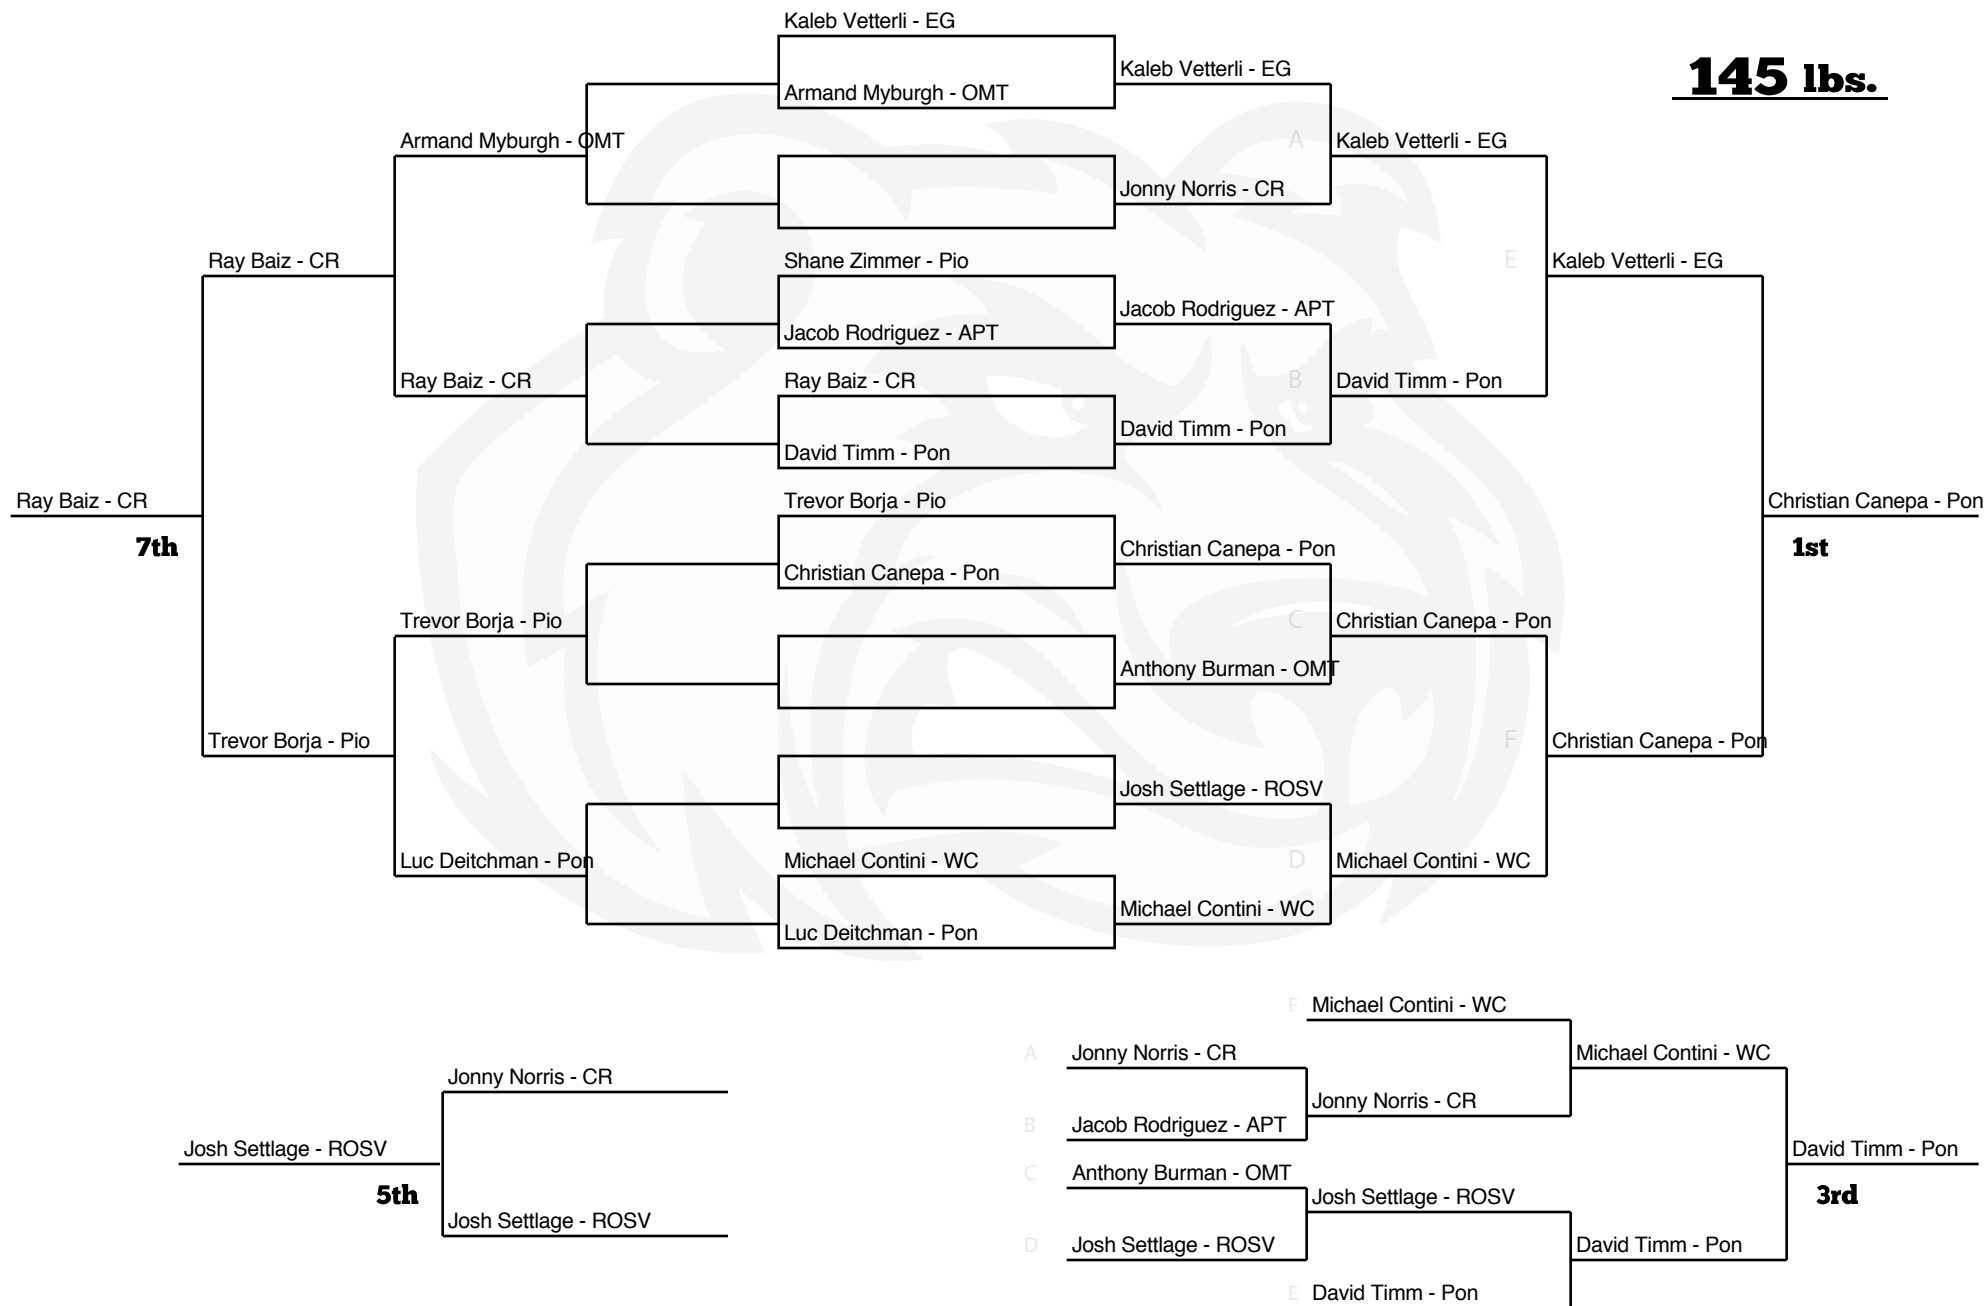 145 lbs.
Kaleb Vetterli - EG
Kaleb Vetterli - EG
Armand Myburgh - OMT
Armand Myburgh - OMT
A
Kaleb Vetterli - EG
Jonny Norris - CR
Ray Baiz - CR
Shane Zimmer - Pio
E
Kaleb Vetterli - EG
Jacob Rodriguez - APT
Jacob Rodriguez - APT
Ray Baiz - CR
Ray Baiz - CR
B
David Timm - Pon
David Timm - Pon
David Timm - Pon
Ray Baiz - CR
7th
Trevor Borja - Pio
Christian Canepa - Pon
1st
Christian Canepa - Pon
Christian Canepa - Pon
Trevor Borja - Pio
C
Christian Canepa - Pon
Anthony Burman - OMT
Trevor Borja - Pio
F
Christian Canepa - Pon
Josh Settlage - ROSV
Luc Deitchman - Pon
Michael Contini - WC
D
Michael Contini - WC
Michael Contini - WC
Luc Deitchman - Pon
F
Michael Contini - WC
A
Jonny Norris - CR
Michael Contini - WC
Jonny Norris - CR
Jonny Norris - CR
B
Jacob Rodriguez - APT
Josh Settlage - ROSV
5th
David Timm - Pon
3rd
C
Anthony Burman - OMT
Josh Settlage - ROSV
Josh Settlage - ROSV
D
Josh Settlage - ROSV
David Timm - Pon
E
David Timm - Pon